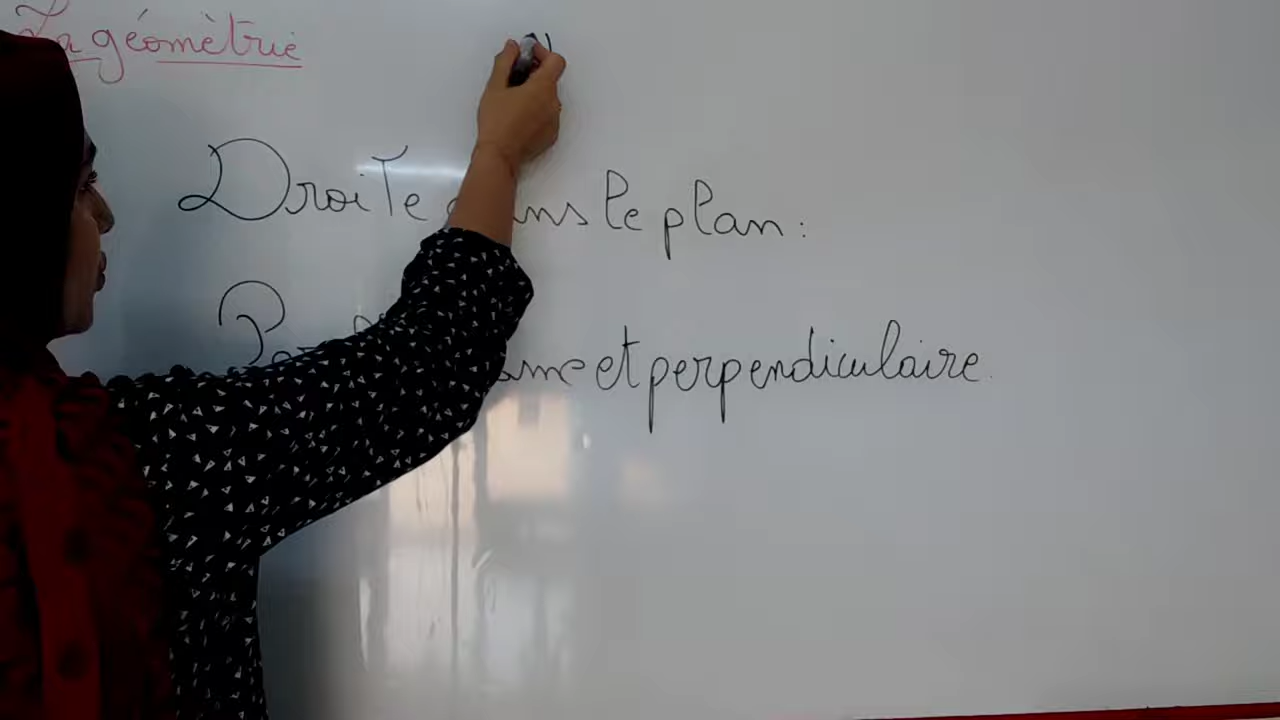 La géomètrie
Droite le plan :
et perpendiculaire